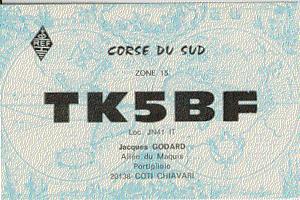 REF
CORSE DU SUD
ZONE 15
TK5BF
Loc. JN41 IT
Jacques GODARD
Allée du Maquis
Portigliolo
20138 COTI CHIAVARI